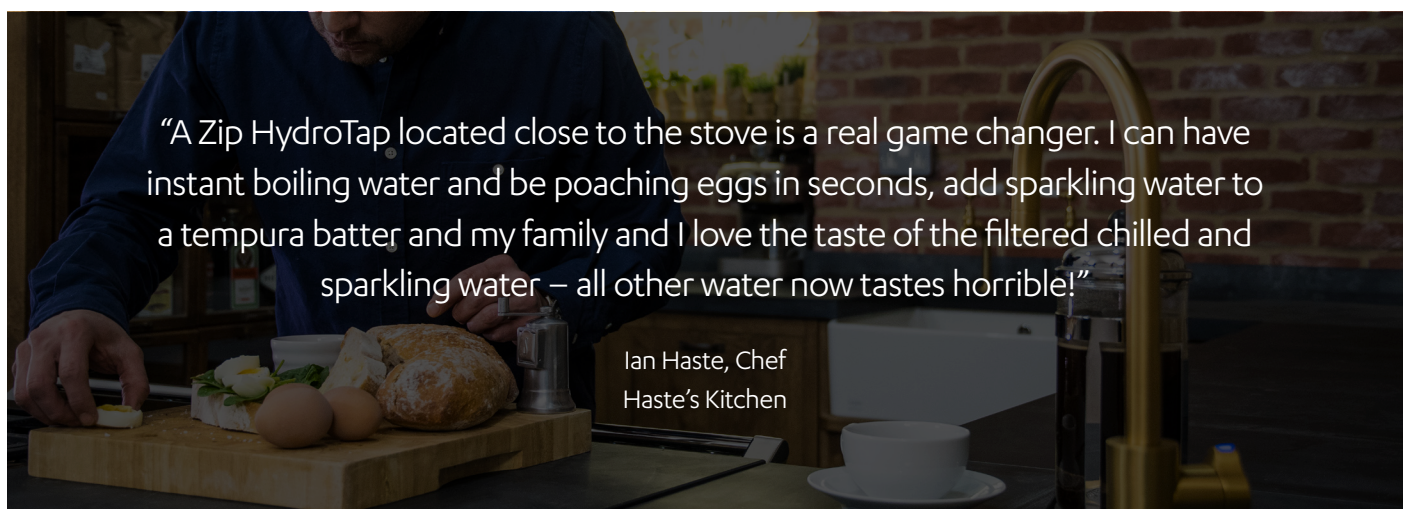 “A Zip HydroTap located close to the stove is a real game changer. I can have
instant boiling water and be poaching eggs in seconds, add sparkling water to
a tempura batter and my family and I love the taste of the filtered chilled and
sparkling water – all other water now tastes horrible!”
Ian Haste, Chef
Haste’s Kitchen